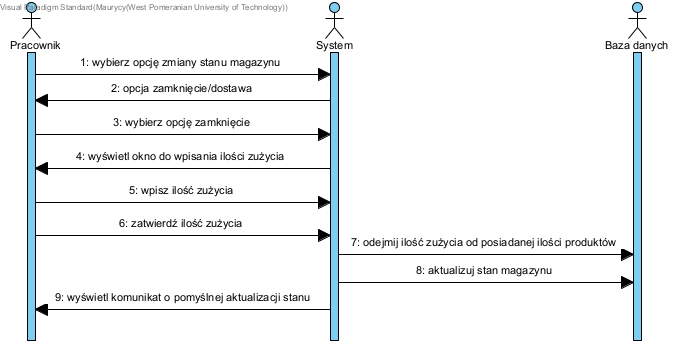 Visual Paradigm Standard(Maurycy(West Pomeranian University of Technology))
Pracownik
System
Baza danych
1: wybierz opcję zmiany stanu magazynu
2: opcja zamknięcie/dostawa
3: wybierz opcję zamknięcie
4: wyświetl okno do wpisania ilości zużycia
5: wpisz ilość zużycia
6: zatwierdź ilość zużycia
7: odejmij ilość zużycia od posiadanej ilości produktów
8: aktualizuj stan magazynu
9: wyświetl komunikat o pomyślnej aktualizacji stanu